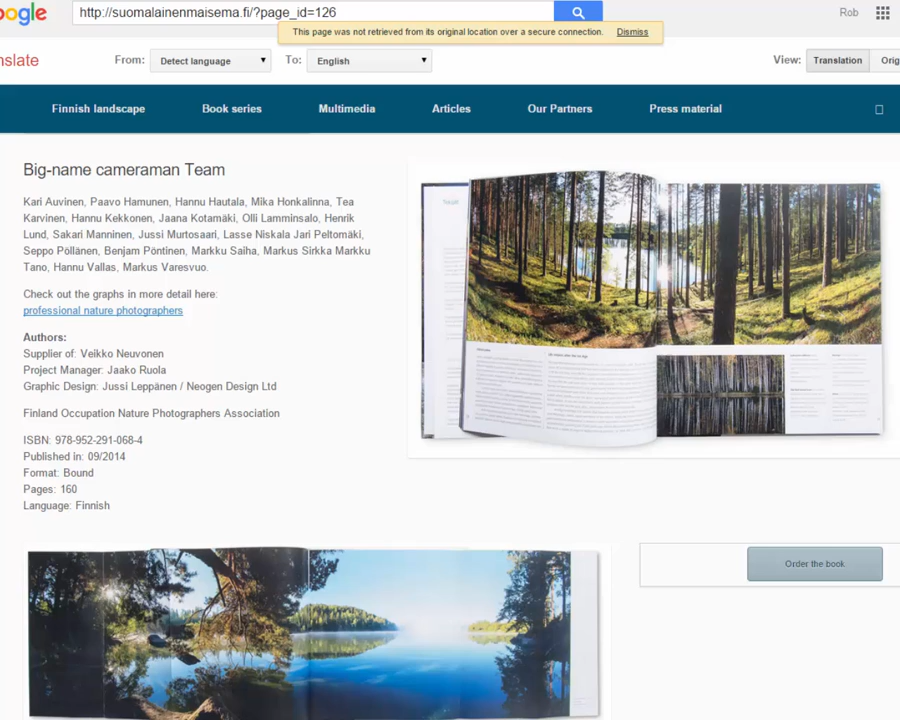 oogle
http://suomalainenmaisema.fi/?page_id=126
Rob
This page was not retrieved from its original location over a secure connection. Dismiss
nslate
From: Detect language
To: English
View: Translation Orig
Finnish landscape
Book series
Multimedia
Articles
Our Partners
Press material
Big-name cameraman Team
Kari Auvinen, Paavo Hamunen, Hannu Hautala, Mika Honkalinna, Tea
Karvinen, Hannu Kekkonen, Jaana Kotamäki, Olli Lamminsalo, Henrik
Lund, Sakari Manninen, Jussi Murtosaari, Lasse Niskala Jari Peltomäki,
Seppo Pöllänen, Benjam Pöntinen, Markku Saiha, Markus Sirkka Markku
Tano, Hannu Vallas, Markus Varesvuo.
Check out the graphs in more detail here:
professional nature photographers
Authors:
Supplier of: Veikko Neuvonen
Project Manager: Jaako Ruola
Graphic Design: Jussi Leppänen / Neogen Design Ltd
Finland Occupation Nature Photographers Association
ISBN: 978-952-291-068-4
Published in: 09/2014
Format: Bound
Pages: 160
Language: Finnish
Order the book